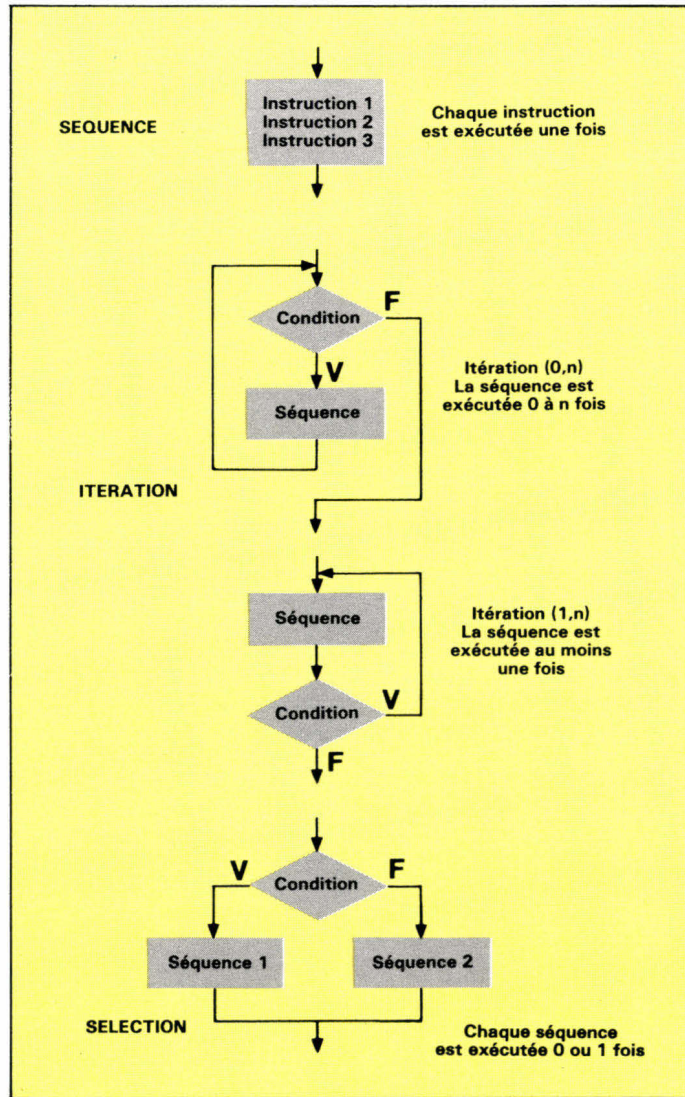 SEQUENCE
Instruction 1
Instruction 2
Instruction 3
Chaque instruction
est exécutée une fois
Condition
F
V
Séquence
Itération (0,n)
La séquence est
exécutée 0 à n fois
ITERATION
Séquence
Itération (1,n)
La séquence est
exécutée au moins
une fois
Condition
V
F
V
Condition
F
Séquence 1
Séquence 2
SELECTION
Chaque séquence
est exécutée 0 ou 1 fois